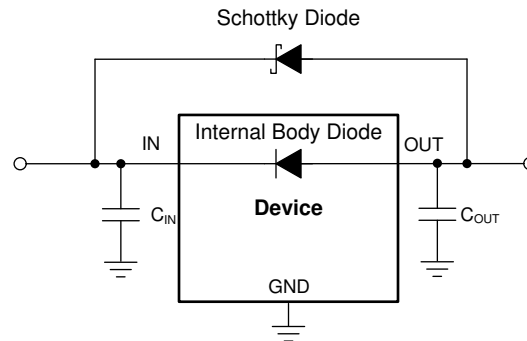 Schottky Diode
Internal Body Diode
IN
OUT
Device
C_IN
C_OUT
GND